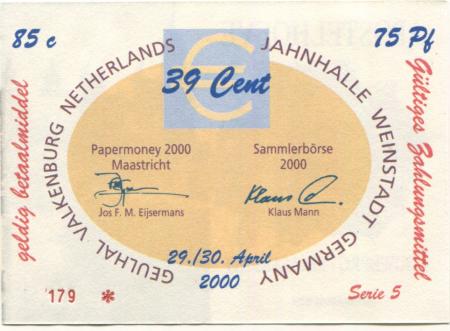 85 c
75 Pf
39 Cent
GEULHAL VALKENBURG NETHERLANDS
JAHNHALLE WEINSTADT GERMANY
geldig betaalmiddel
Gültiges Zahlungsmittel
Papermoney 2000
Maastricht
Jos F. M. Eijsermans
Sammlerbörse
2000
Klaus Mann
29./30. April
2000
179 *
Serie 5